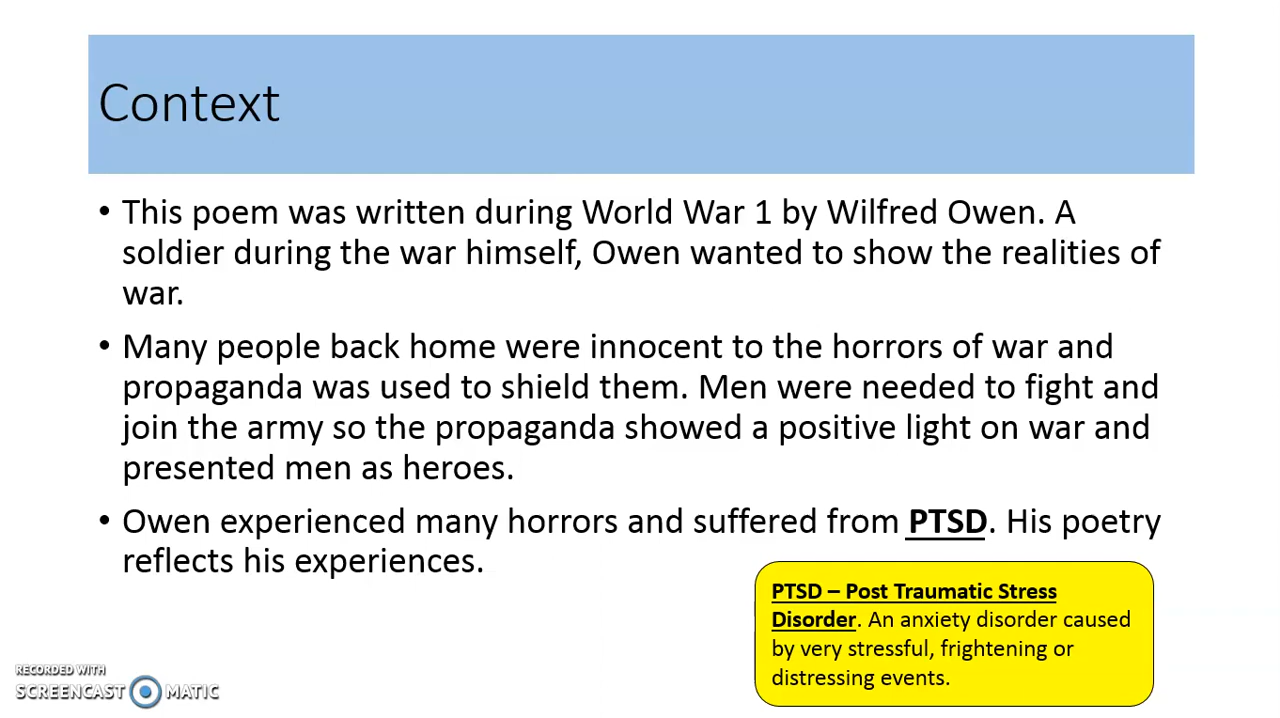 Context
• This poem was written during World War 1 by Wilfred Owen. A
soldier during the war himself, Owen wanted to show the realities of
war.
• Many people back home were innocent to the horrors of war and
propaganda was used to shield them. Men were needed to fight and
join the army so the propaganda showed a positive light on war and
presented men as heroes.
• Owen experienced many horrors and suffered from PTSD. His poetry
reflects his experiences.
PTSD – Post Traumatic Stress
Disorder. An anxiety disorder caused
by very stressful, frightening or
distressing events.
RECORDED WITH
SCREENCAST MATIC